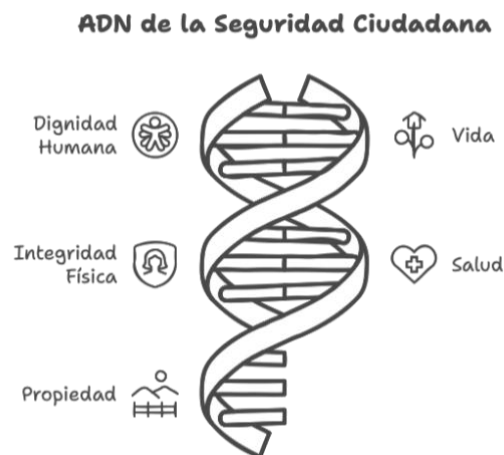 ADN de la Seguridad Ciudadana
Dignidad
Humana
Vida
Integridad
Física
Salud
Propiedad